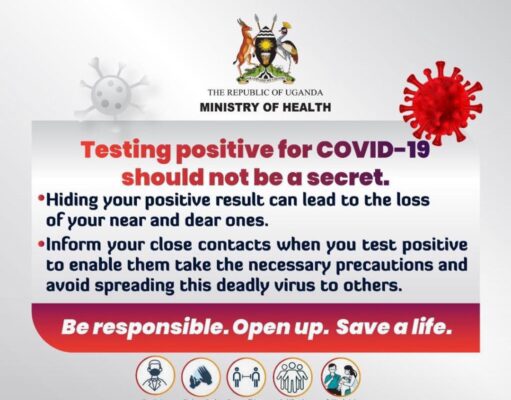 THE REPUBLIC OF UGANDA
MINISTRY OF HEALTH
Testing positive for COVID-19
should not be a secret.
•Hiding your positive result can lead to the loss
of your near and dear ones.
•Inform your close contacts when you test positive
to enable them take the necessary precautions and
avoid spreading this deadly virus to others.
Be responsible. Open up. Save a life.